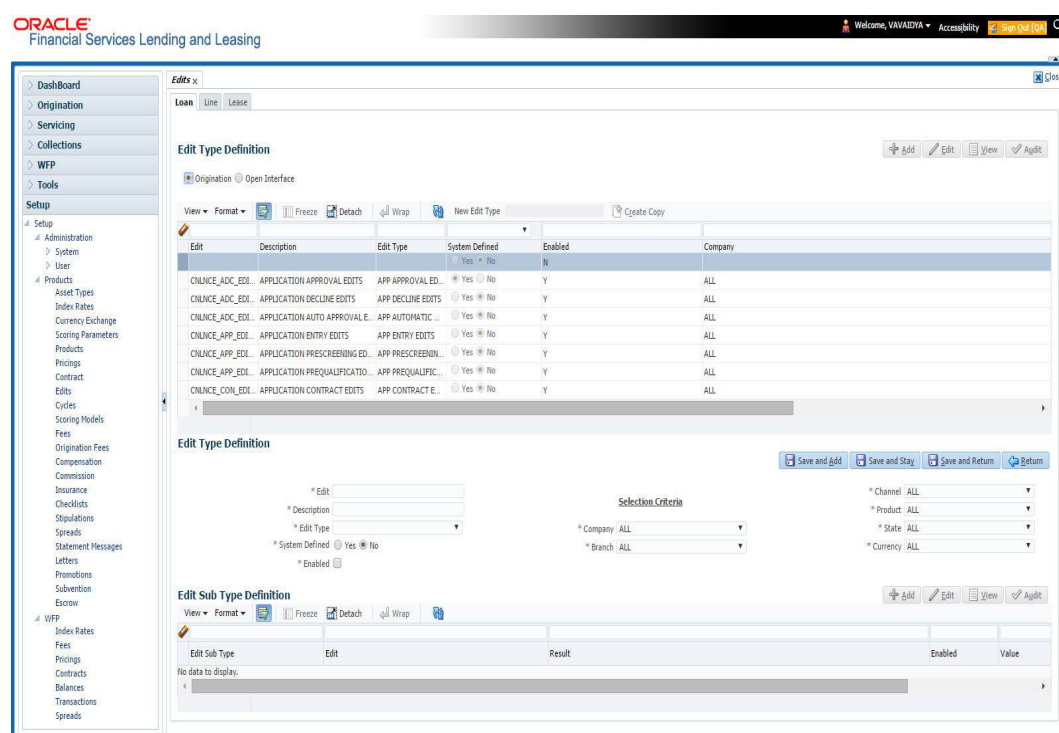 ORACLE
Financial Services Lending and Leasing
Welcome, VAVAIDYA
Accessibility
Sign Out [QA]
DashBoard
Origination
Servicing
Collections
WFP
Tools
Setup
Setup
Administration
System
User
Products
Asset Types
Index Rates
Currency Exchange
Scoring Parameters
Products
Pricings
Contract
Edits
Cycles
Scoring Models
Fees
Origination Fees
Compensation
Commission
Insurance
Checklists
Stipulations
Spreads
Statement Messages
Letters
Promotions
Subvention
Escrow
WFP
Index Rates
Fees
Pricings
Contracts
Balances
Transactions
Spreads
Edits x
Clos
Loan Line Lease
Edit Type Definition
Add Edit View Audit
Origination Open Interface
View Format Freeze Detach Wrap New Edit Type Create Copy
Edit Description Edit Type System Defined Enabled Company
Yes No N
CNLNCE_ADC_EDI... APPLICATION APPROVAL EDITS APP APPROVAL ED... Yes No Y ALL
CNLNCE_ADC_EDI... APPLICATION DECLINE EDITS APP DECLINE EDITS Yes No Y ALL
CNLNCE_ADC_EDI... APPLICATION AUTO APPROVAL E... APP AUTOMATIC ... Yes No Y ALL
CNLNCE_APP_EDI... APPLICATION ENTRY EDITS APP ENTRY EDITS Yes No Y ALL
CNLNCE_APP_EDI... APPLICATION PRESCREENING ED... APP PRESCREENIN... Yes No Y ALL
CNLNCE_APP_EDI... APPLICATION PREQUALIFICATIO... APP PREQUALIFIC... Yes No Y ALL
CNLNCE_CON_EDI... APPLICATION CONTRACT EDITS APP CONTRACT E... Yes No Y ALL
Edit Type Definition
Save and Add Save and Stay Save and Return Return
* Edit
* Description
* Edit Type
* System Defined Yes No
* Enabled
Selection Criteria
* Company ALL
* Branch ALL
* Channel ALL
* Product ALL
* State ALL
* Currency ALL
Edit Sub Type Definition
Add Edit View Audit
View Format Freeze Detach Wrap
Edit Sub Type Edit Result Enabled Value
No data to display.